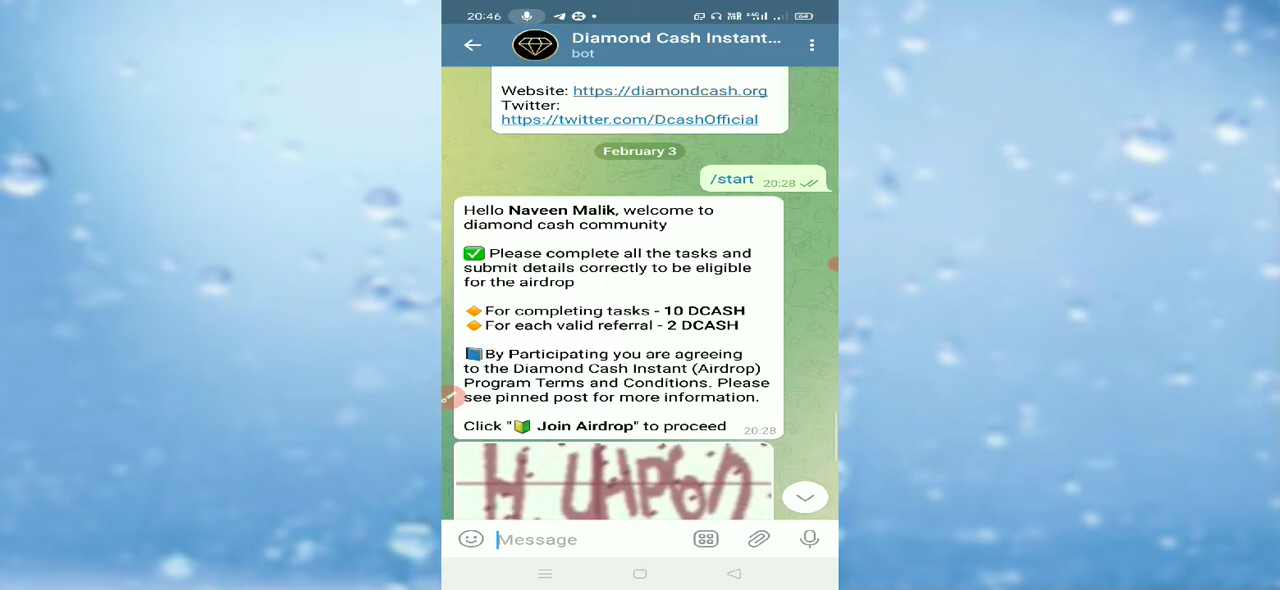 20:46
Diamond Cash Instant...
bot
Website: https://diamondcash.org
Twitter:
https://twitter.com/DcashOfficial
February 3
/start 20:28
Hello Naveen Malik, welcome to
diamond cash community
✅ Please complete all the tasks and
submit details correctly to be eligible
for the airdrop
🔸For completing tasks - 10 DCASH
🔸For each valid referral - 2 DCASH
📘By Participating you are agreeing
to the Diamond Cash Instant (Airdrop)
Program Terms and Conditions. Please
see pinned post for more information.
Click "🔰 Join Airdrop" to proceed 20:28
Message